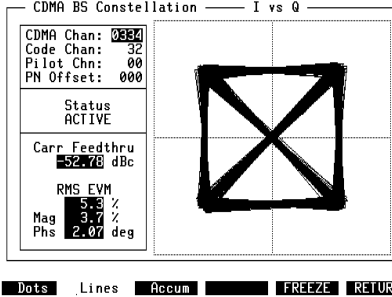 CDMA BS Constellation
I vs Q
CDMA Chan: 0334
Code Chan: 32
Pilot Chn: 00
PN Offset: 000
Status
ACTIVE
Carr Feedthru
-52.78 dBc
RMS EVM
5.3 %
Mag 3.7 %
Phs 2.07 deg
Dots Lines Accum FREEZE RETUR